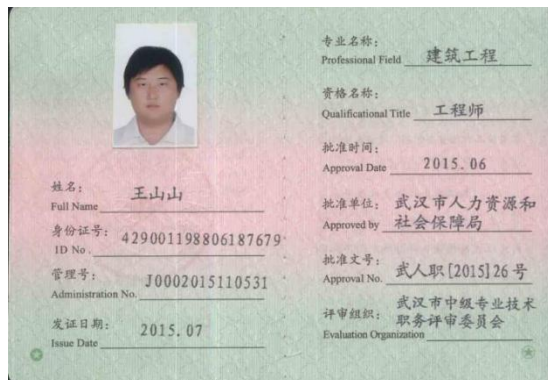 姓名：
Full Name 王山山
身份证号：
ID No. 429001198806187679
管理号：
Administration No. J0002015110531
发证日期：
Issue Date 2015.07
专业名称：
Professional Field 建筑工程
资格名称：
Qualificational Title 工程师
批准时间：
Approval Date 2015.06
批准单位： 武汉市人力资源和
Approved by 社会保障局
批准文号：
Approval No. 武人职[2015]26号
评审组织： 武汉市中级专业技术
Evaluation Organization 职务评审委员会